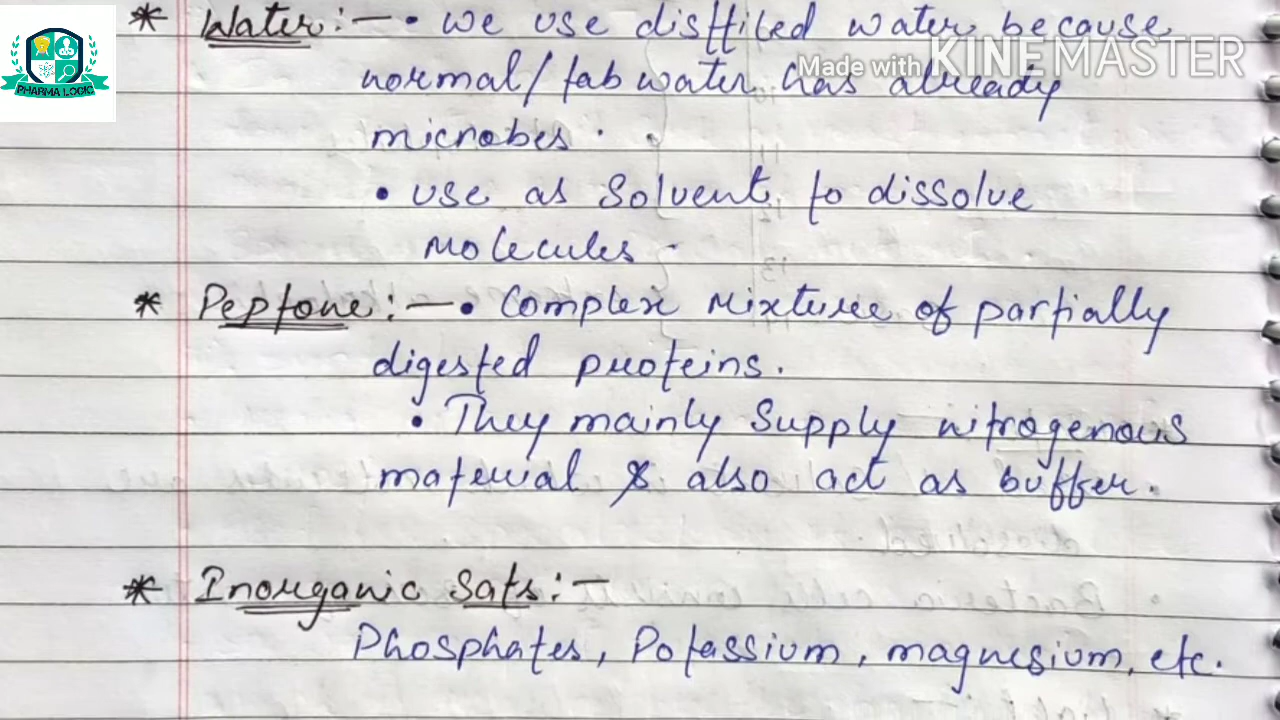 * Water:- • We use distilled water because
Made with KINEMASTER
PHARMA LOGIC
normal/tab water has already
microbes.
• Use as Solvent to dissolve
molecules.
* Peptone:- • Complex mixturee of partially
digested proteins.
• They mainly Supply nitrogenous
material & also act as buffer.
* Inorganic Sats:-
Phosphates, Potassium, magnesium, etc.